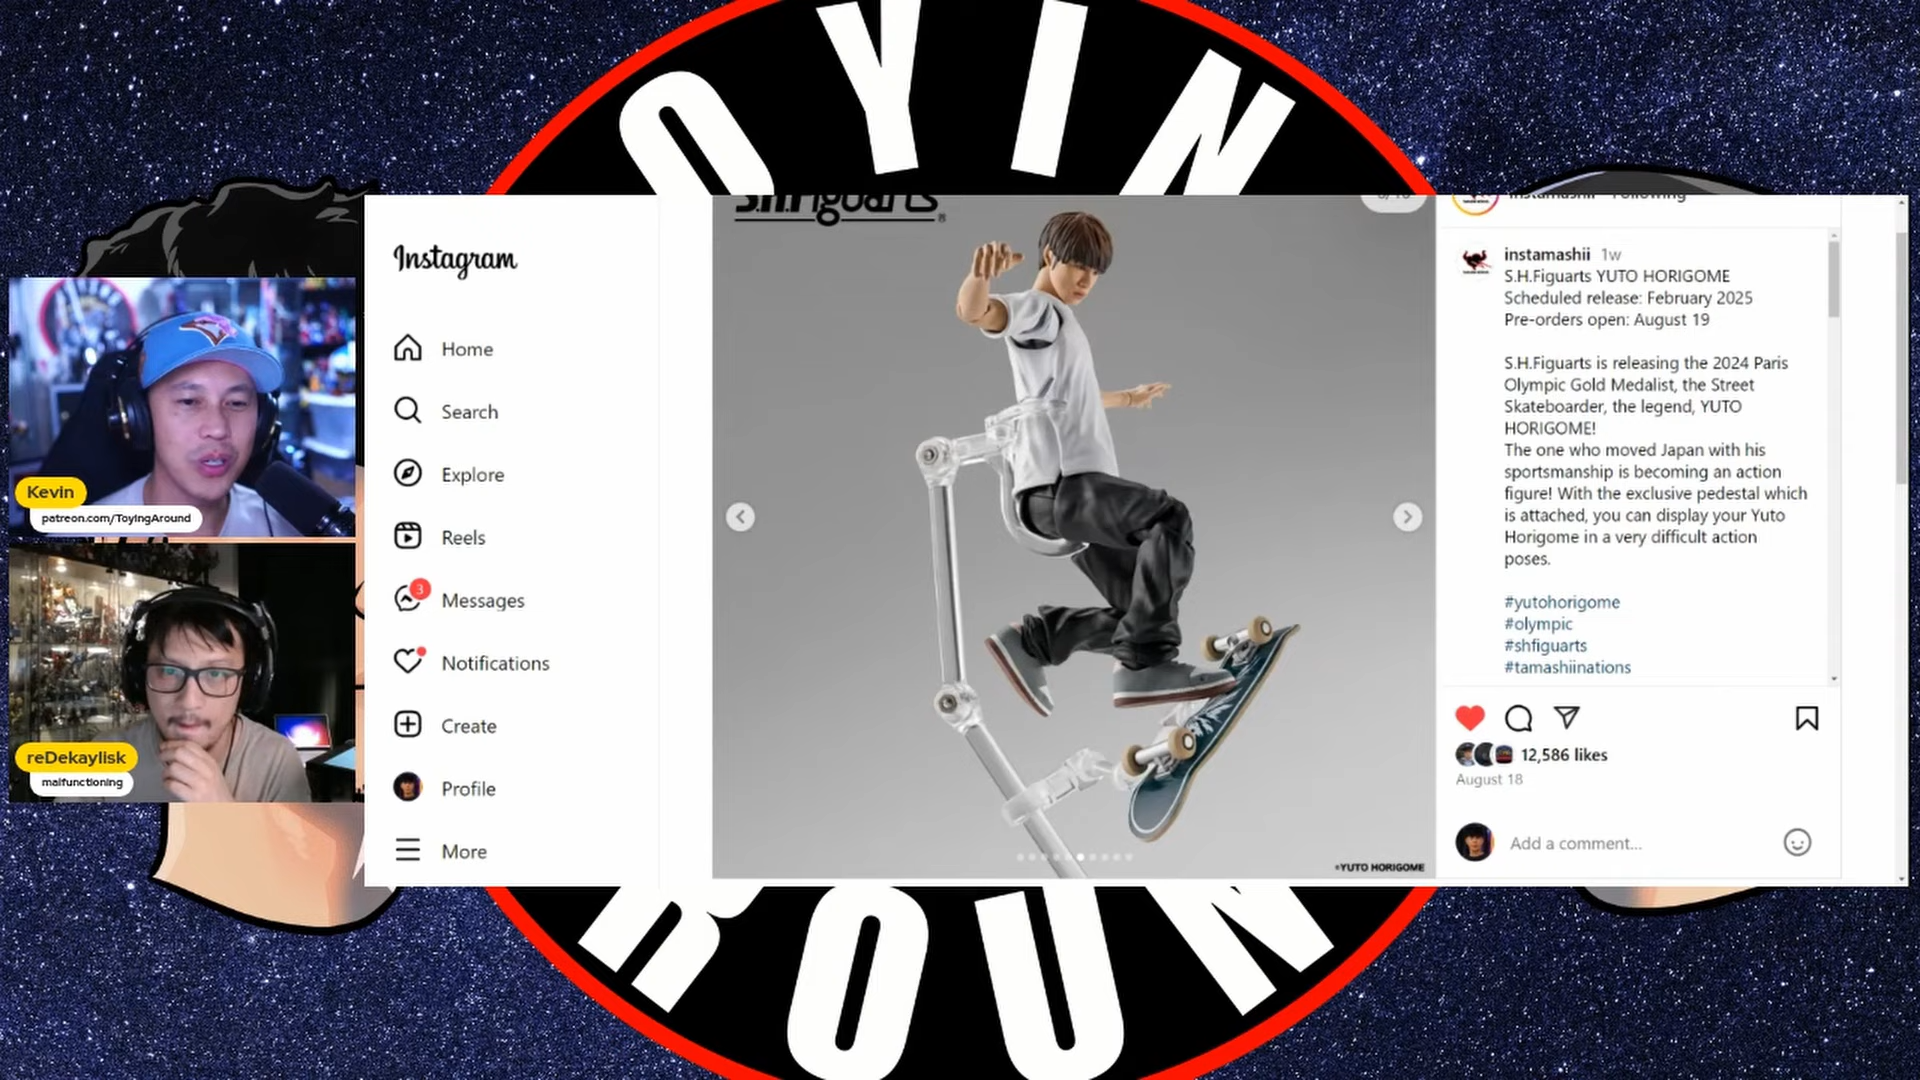 OYIN
S.H.Figuarts
®
Instagram
Home
Search
Explore
Reels
3
Messages
Notifications
Create
Profile
More
Kevin
patreon.com/ToyingAround
reDekaylisk
malfunctioning
©YUTO HORIGOME
instamashii Following
instamashii 1w
S.H.Figuarts YUTO HORIGOME
Scheduled release: February 2025
Pre-orders open: August 19
S.H.Figuarts is releasing the 2024 Paris
Olympic Gold Medalist, the Street
Skateboarder, the legend, YUTO
HORIGOME!
The one who moved Japan with his
sportsmanship is becoming an action
figure! With the exclusive pedestal which
is attached, you can display your Yuto
Horigome in a very difficult action
poses.
#yutohorigome
#olympic
#shfiguarts
#tamashiinations
12,586 likes
August 18
Add a comment...
ROUN